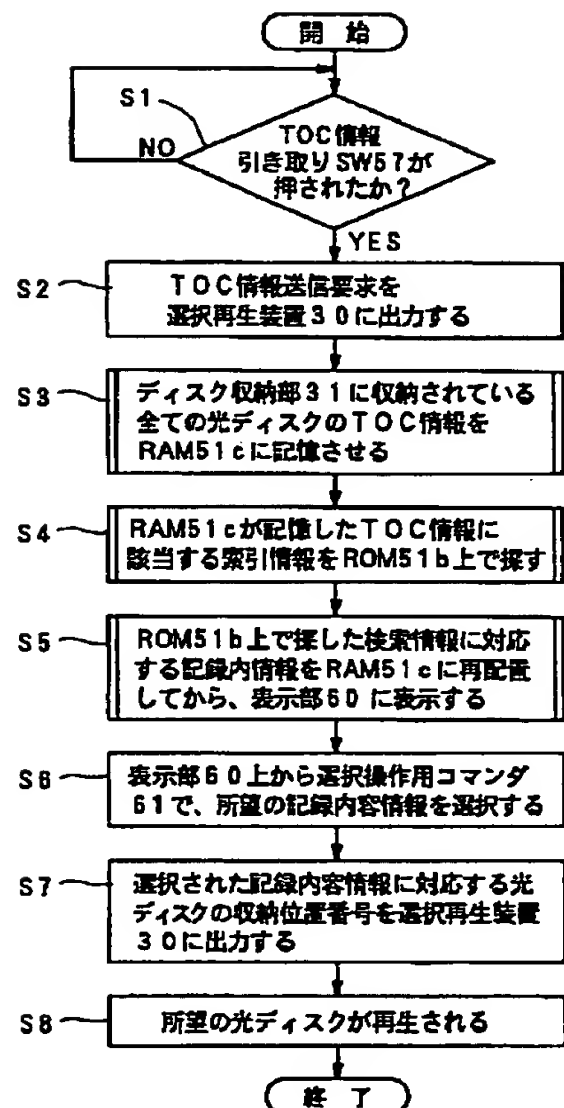 開 始
S1
TOC情報
引き取りSW57が
押されたか?
NO
YES
S2
TOC情報送信要求を
選択再生装置30に出力する
S3
ディスク収納部31に収納されている
全ての光ディスクのTOC情報を
RAM51cに記憶させる
S4
RAM51cが記憶したTOC情報に
該当する索引情報をROM51b上で探す
S5
ROM51b上で探した検索情報に対応
する記録内情報をRAM51cに再配置
してから、表示部60に表示する
S6
表示部60上から選択操作用コマンダ
61で、所望の記録内容情報を選択する
S7
選択された記録内容情報に対応する光
ディスクの収納位置番号を選択再生装置
30に出力する
S8
所望の光ディスクが再生される
終 了